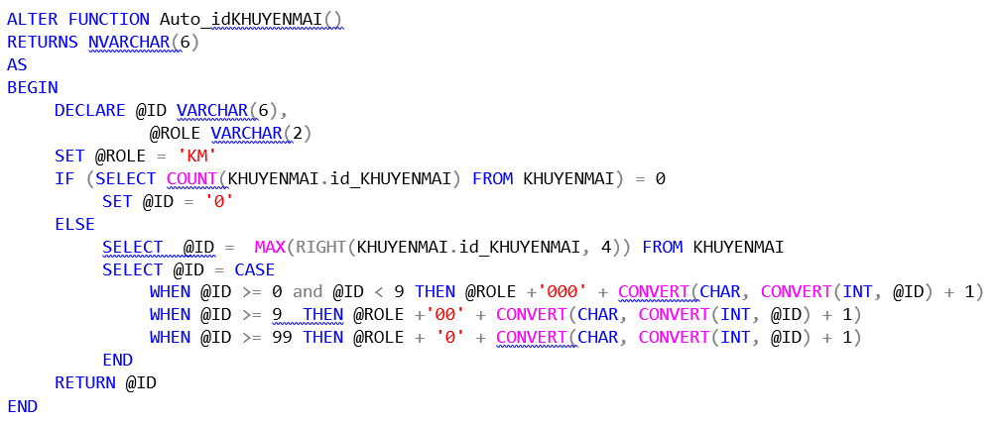 ALTER FUNCTION Auto_idKHUYENMAI()
RETURNS NVARCHAR(6)
AS
BEGIN
DECLARE @ID VARCHAR(6),
@ROLE VARCHAR(2)
SET @ROLE = 'KM'
IF (SELECT COUNT(KHUYENMAI.id_KHUYENMAI) FROM KHUYENMAI) = 0
SET @ID = '0'
ELSE
SELECT  @ID =  MAX(RIGHT(KHUYENMAI.id_KHUYENMAI, 4)) FROM KHUYENMAI
SELECT @ID = CASE
WHEN @ID >= 0 and @ID < 9 THEN @ROLE +'000' + CONVERT(CHAR, CONVERT(INT, @ID) + 1)
WHEN @ID >= 9  THEN @ROLE +'00' + CONVERT(CHAR, CONVERT(INT, @ID) + 1)
WHEN @ID >= 99 THEN @ROLE + '0' + CONVERT(CHAR, CONVERT(INT, @ID) + 1)
END
RETURN @ID
END